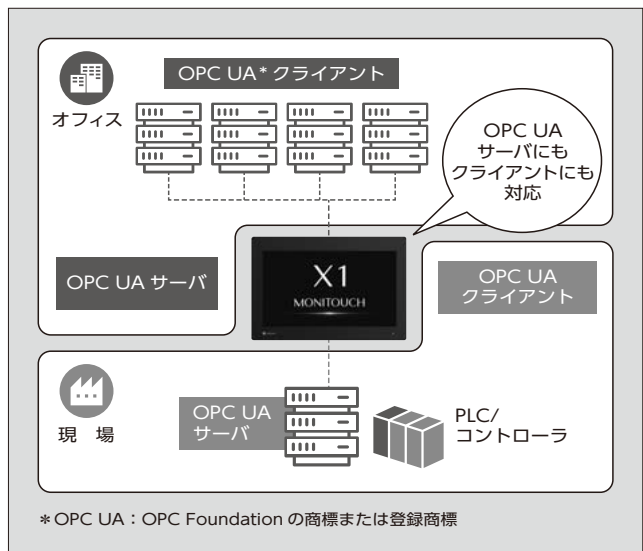 OPC UA* クライアント
オフィス
OPC UA
サーバにも
クライアントにも
対応
OPC UA サーバ
X1
MONITOUCH
OPC UA
クライアント
現 場
OPC UA
サーバ
PLC/
コントローラ
*OPC UA：OPC Foundation の商標または登録商標